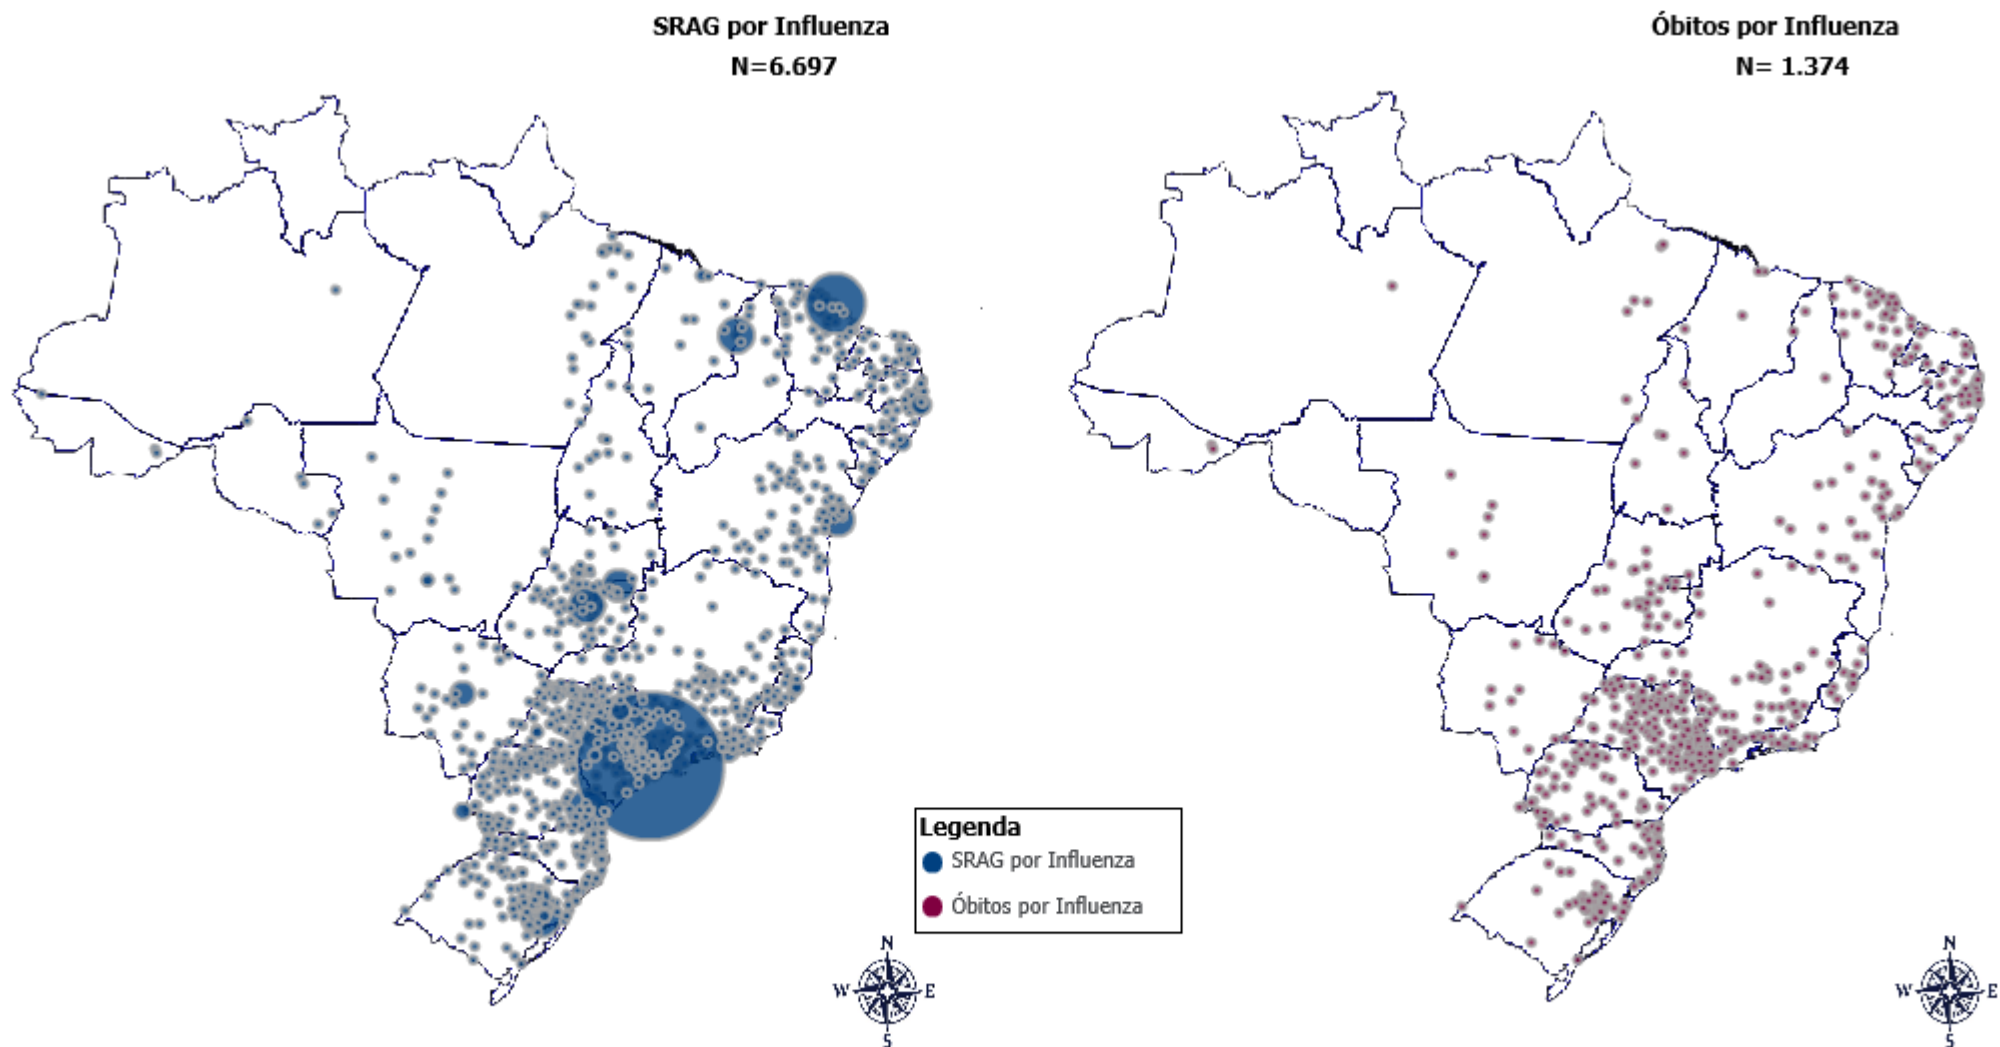 SRAG por Influenza
N=6.697
Óbitos por Influenza
N= 1.374
Legenda
SRAG por Influenza
Óbitos por Influenza
N
W E
S
N
W E
S